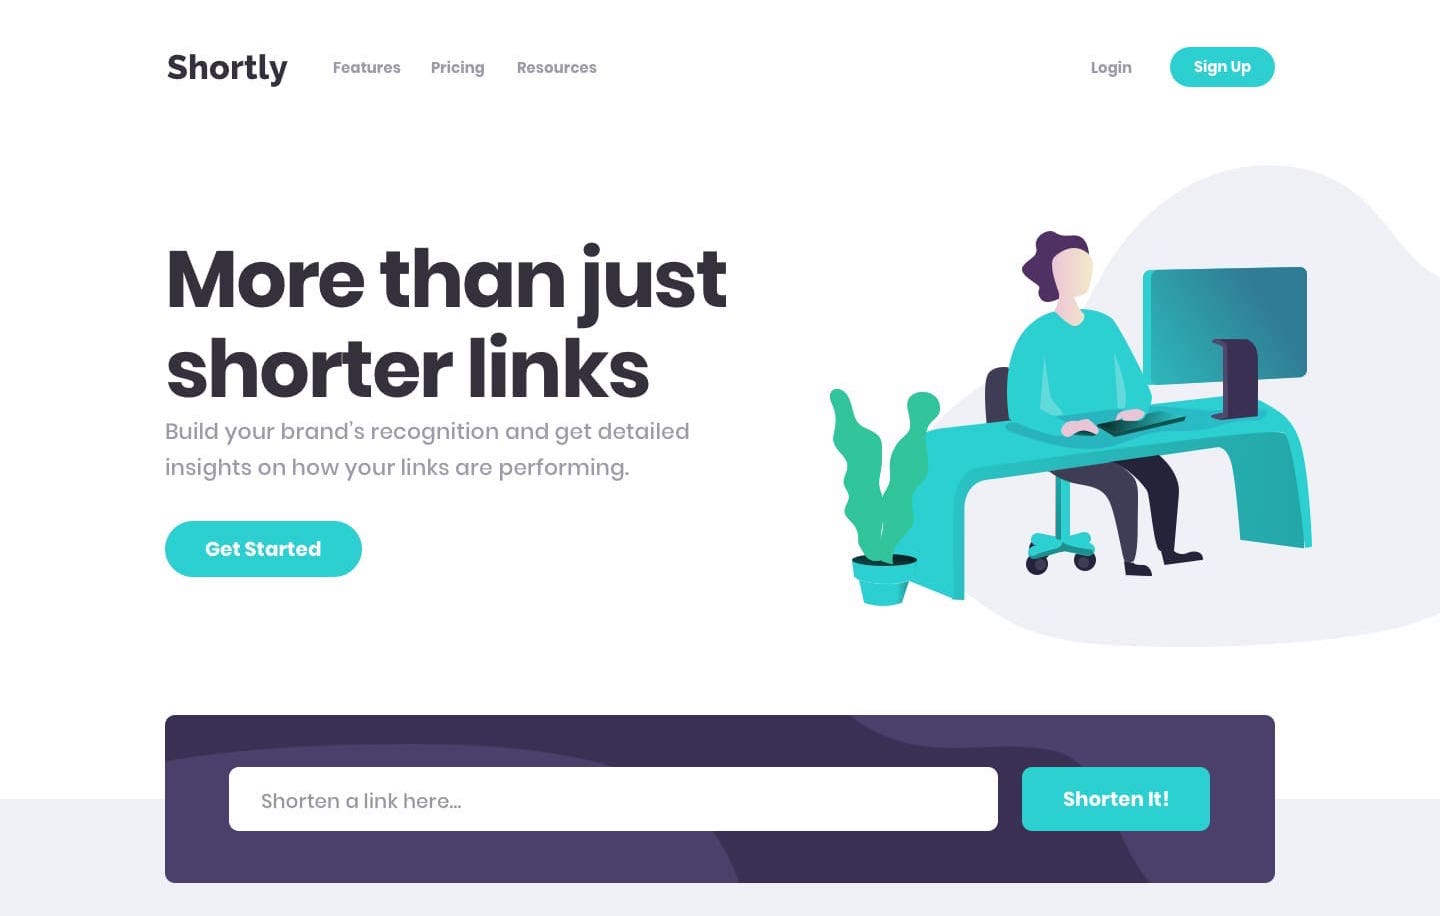 Shortly Features Pricing Resources Login Sign Up
More than just
shorter links
Build your brand’s recognition and get detailed
insights on how your links are performing.
Get Started
Shorten a link here... Shorten It!